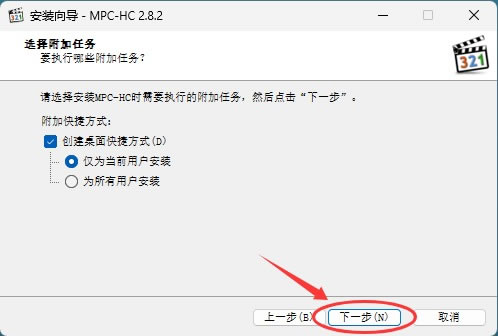 安装向导 - MPC-HC 2.8.2
选择附加任务
要执行哪些附加任务?
321
请选择安装MPC-HC时需要执行的附加任务，然后点击“下一步”。
附加快捷方式:
创建桌面快捷方式(D)
仅为当前用户安装
为所有用户安装
上一步(B)
下一步(N)
取消